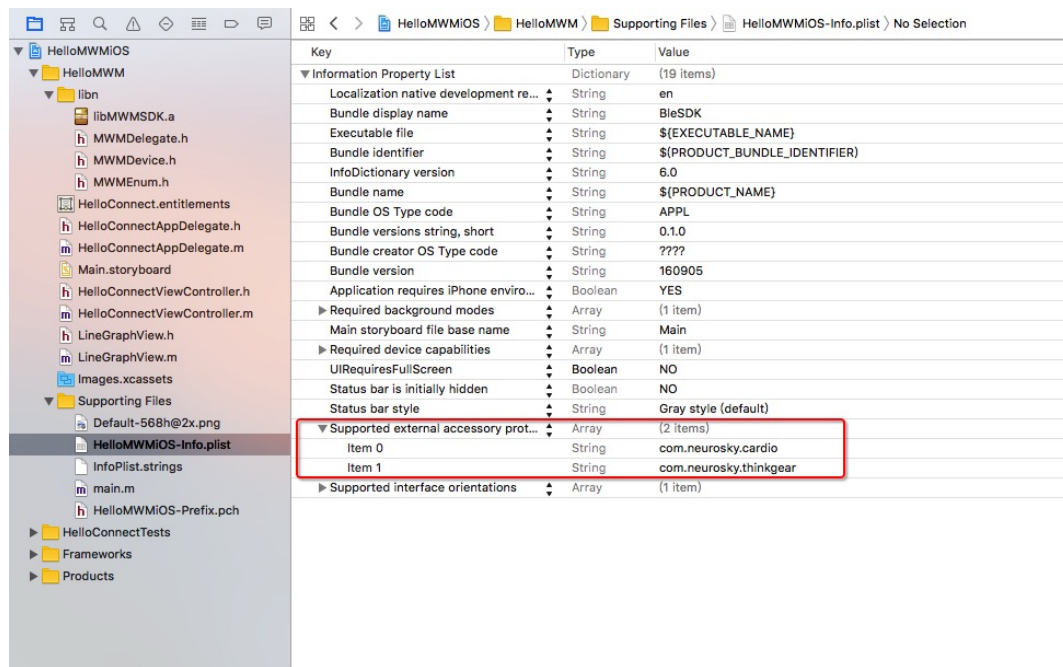 HelloMWMiOS 〉 HelloMWM 〉 Supporting Files 〉 HelloMWMiOS-Info.plist 〉 No Selection
HelloMWMiOS
HelloMWM
libn
libMWMSDK.a
MWMDelegate.h
MWMDevice.h
MWMEnum.h
HelloConnect.entitlements
HelloConnectAppDelegate.h
HelloConnectAppDelegate.m
Main.storyboard
HelloConnectViewController.h
HelloConnectViewController.m
LineGraphView.h
LineGraphView.m
Images.xcassets
Supporting Files
Default-568h@2x.png
HelloMWMiOS-Info.plist
InfoPlist.strings
main.m
HelloMWMiOS-Prefix.pch
HelloConnectTests
Frameworks
Products
Key Type Value
Information Property List Dictionary (19 items)
Localization native development re... String en
Bundle display name String BleSDK
Executable file String ${EXECUTABLE_NAME}
Bundle identifier String $(PRODUCT_BUNDLE_IDENTIFIER)
InfoDictionary version String 6.0
Bundle name String ${PRODUCT_NAME}
Bundle OS Type code String APPL
Bundle versions string, short String 0.1.0
Bundle creator OS Type code String ????
Bundle version String 160905
Application requires iPhone enviro... Boolean YES
Required background modes Array (1 item)
Main storyboard file base name String Main
Required device capabilities Array (1 item)
UIRequiresFullScreen Boolean NO
Status bar is initially hidden Boolean NO
Status bar style String Gray style (default)
Supported external accessory prot... Array (2 items)
Item 0 String com.neurosky.cardio
Item 1 String com.neurosky.thinkgear
Supported interface orientations Array (1 item)